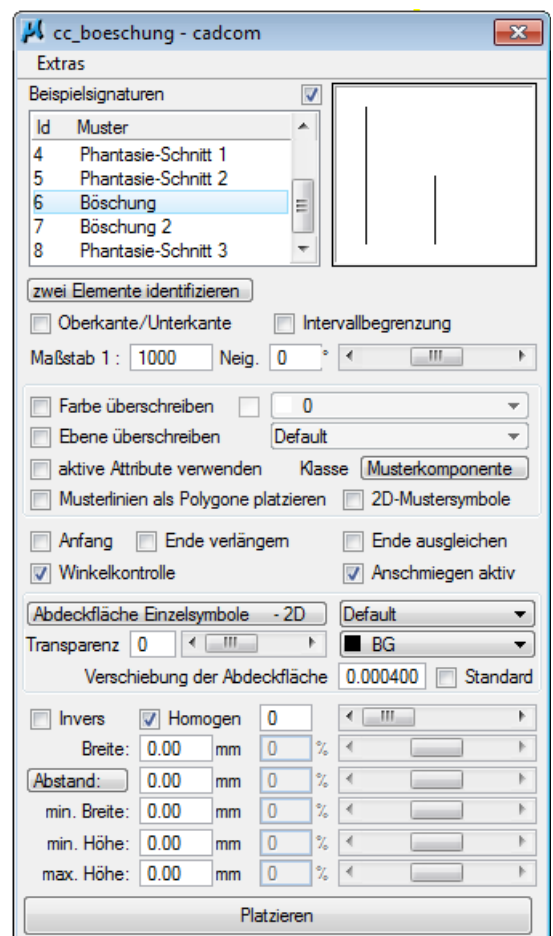 cc_boeschung - cadcom
Extras
Beispielsignaturen
Id Muster
4 Phantasie-Schnitt 1
5 Phantasie-Schnitt 2
6 Böschung
7 Böschung 2
8 Phantasie-Schnitt 3
zwei Elemente identifizieren
Oberkante/Unterkante Intervallbegrenzung
Maßstab 1 : 1000 Neig. 0 °
Farbe überschreiben 0
Ebene überschreiben Default
aktive Attribute verwenden Klasse Musterkomponente
Musterlinien als Polygone platzieren 2D-Mustersymbole
Anfang Ende verlängern Ende ausgleichen
Winkelkontrolle Anschmiegen aktiv
Abdeckfläche Einzelsymbole - 2D Default
Transparenz 0 BG
Verschiebung der Abdeckfläche 0.000400 Standard
Invers Homogen 0
Breite: 0.00 mm 0 %
Abstand: 0.00 mm 0 %
min. Breite: 0.00 mm 0 %
min. Höhe: 0.00 mm 0 %
max. Höhe: 0.00 mm 0 %
Platzieren